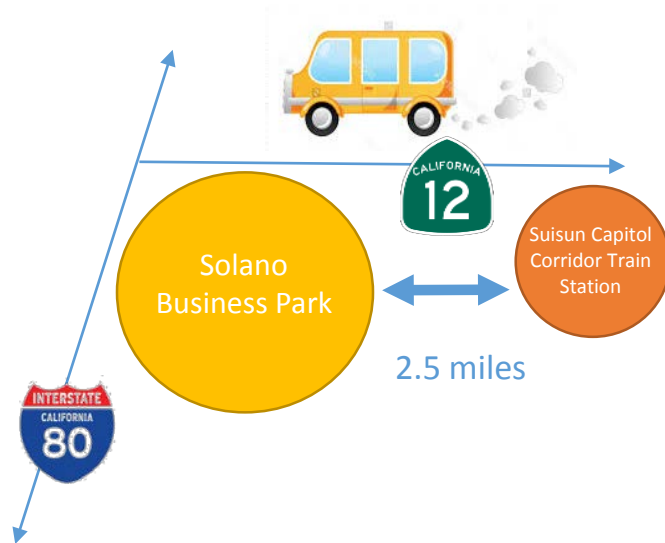 CALIFORNIA
12
Solano
Business Park
Suisun Capitol
Corridor Train
Station
2.5 miles
INTERSTATE
CALIFORNIA
80